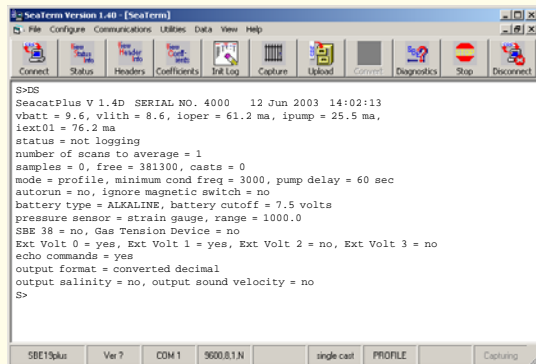 SeaTerm Version 1.40 - [SeaTerm]
File Configure Communications Utilities Data View Help
Connect Status Headers Coefficients Init Log Capture Upload Convert Diagnostics Stop Disconnect
S>DS
SeacatPlus V 1.4D SERIAL NO. 4000 12 Jun 2003 14:02:13
vbatt = 9.6, vlith = 8.6, ioper = 61.2 ma, ipump = 25.5 ma,
iext01 = 76.2 ma
status = not logging
number of scans to average = 1
samples = 0, free = 381300, casts = 0
mode = profile, minimum cond freq = 3000, pump delay = 60 sec
autorun = no, ignore magnetic switch = no
battery type = ALKALINE, battery cutoff = 7.5 volts
pressure sensor = strain gauge, range = 1000.0
SBE 38 = no, Gas Tension Device = no
Ext Volt 0 = yes, Ext Volt 1 = yes, Ext Volt 2 = no, Ext Volt 3 = no
echo commands = yes
output format = converted decimal
output salinity = no, output sound velocity = no
S>
SBE19plus Ver ? COM 1 9600,8,1,N single cast PROFILE Capturing